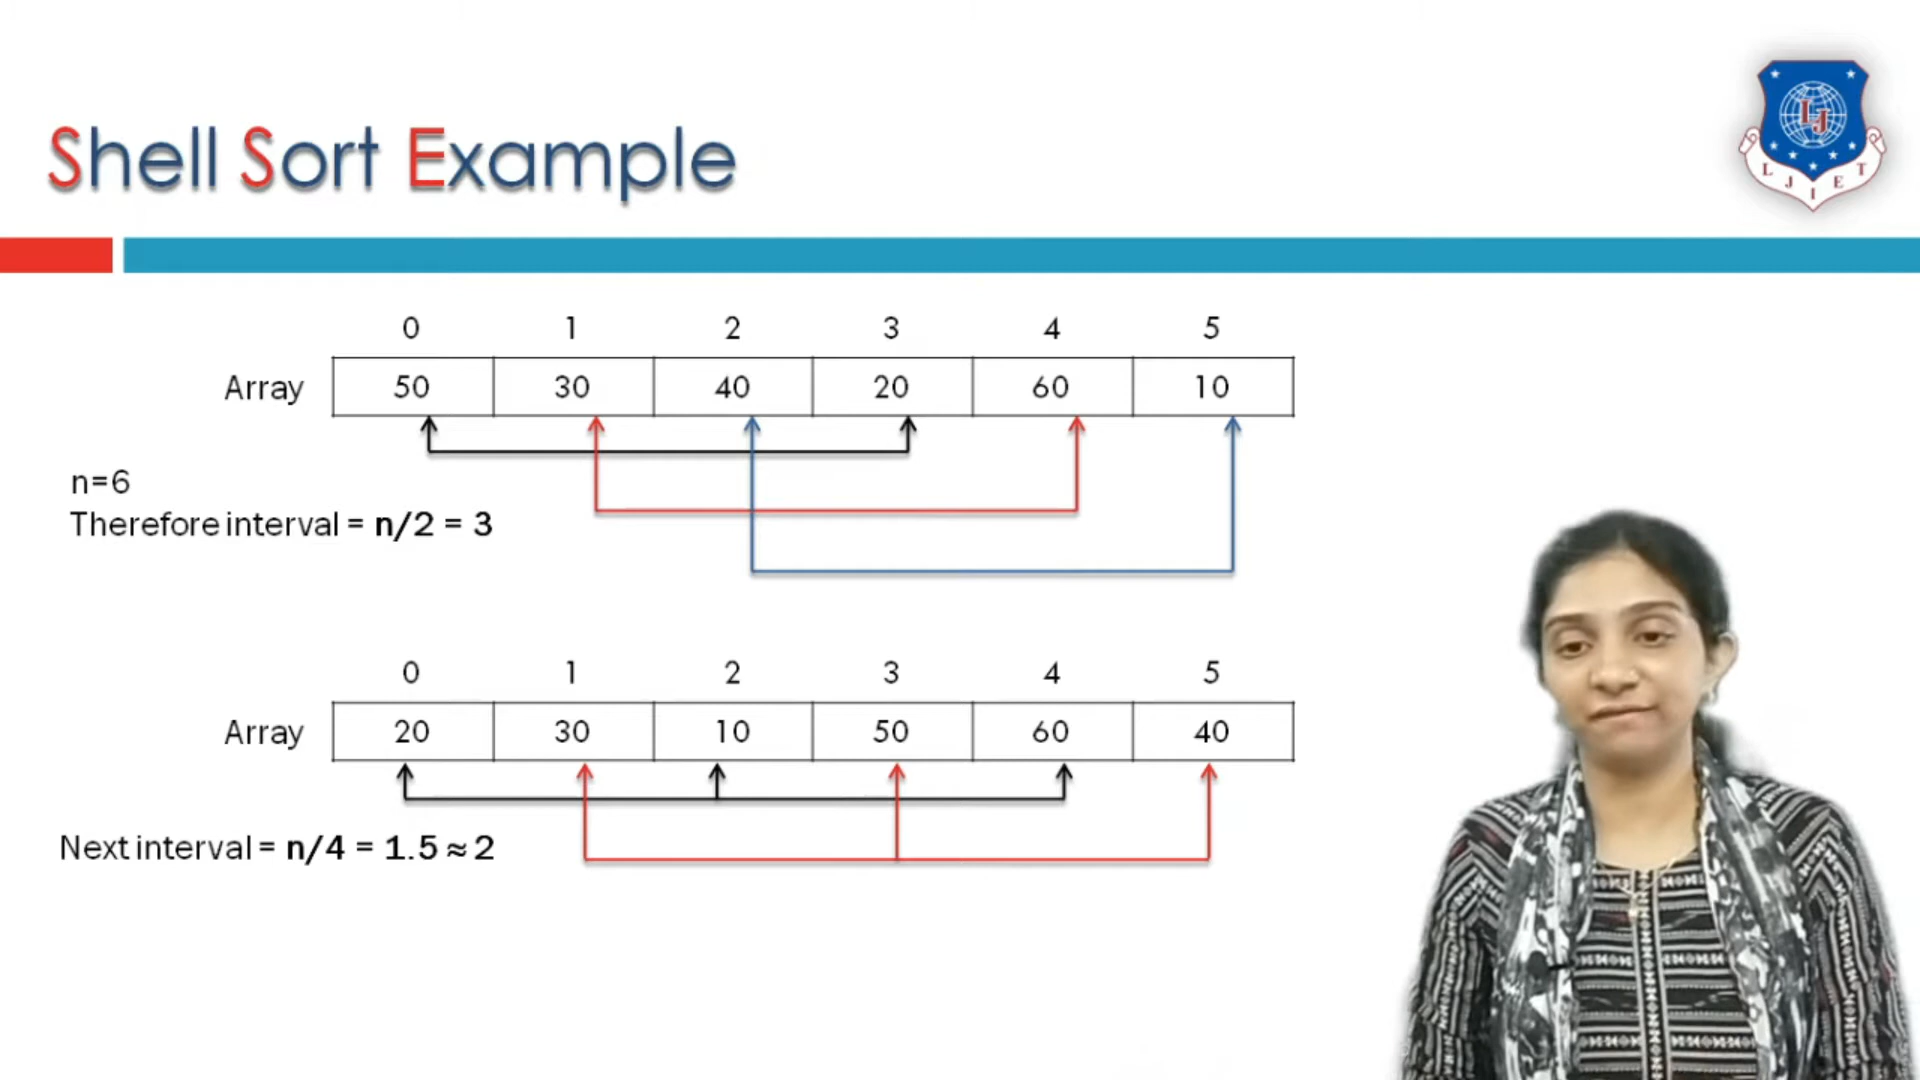 Shell Sort Example
L J I E T
LJ
0 1 2 3 4 5
Array 50 30 40 20 60 10
n=6
Therefore interval = n/2 = 3
0 1 2 3 4 5
Array 20 30 10 50 60 40
Next interval = n/4 = 1.5 ≈ 2